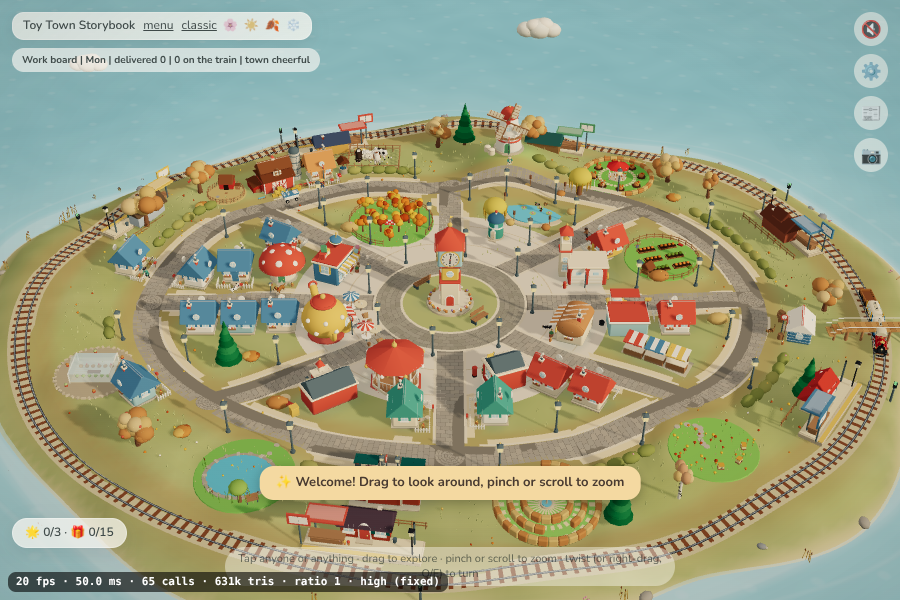 Toy Town Storybook menu classic
Work board | Mon | delivered 0 | 0 on the train | town cheerful
✨ Welcome! Drag to look around, pinch or scroll to zoom
0/3 · 0/15
Tap anyone or anything · drag to explore · pinch or scroll to zoom · twist for right-drag,
to turn
20 fps · 50.0 ms · 65 calls · 631k tris · ratio 1 · high (fixed)